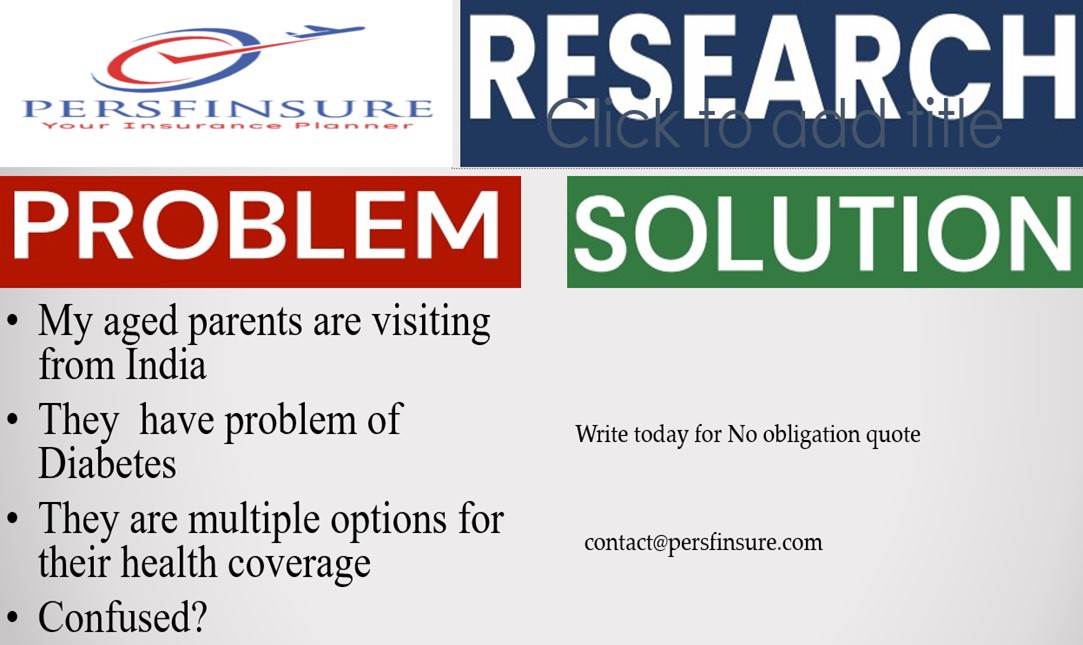 PERSFINSURE
Your Insurance Planner
RESEARCH
Click to add title
PROBLEM
SOLUTION
• My aged parents are visiting
from India
• They  have problem of
Diabetes
• They are multiple options for
their health coverage
• Confused?
Write today for No obligation quote
contact@persfinsure.com